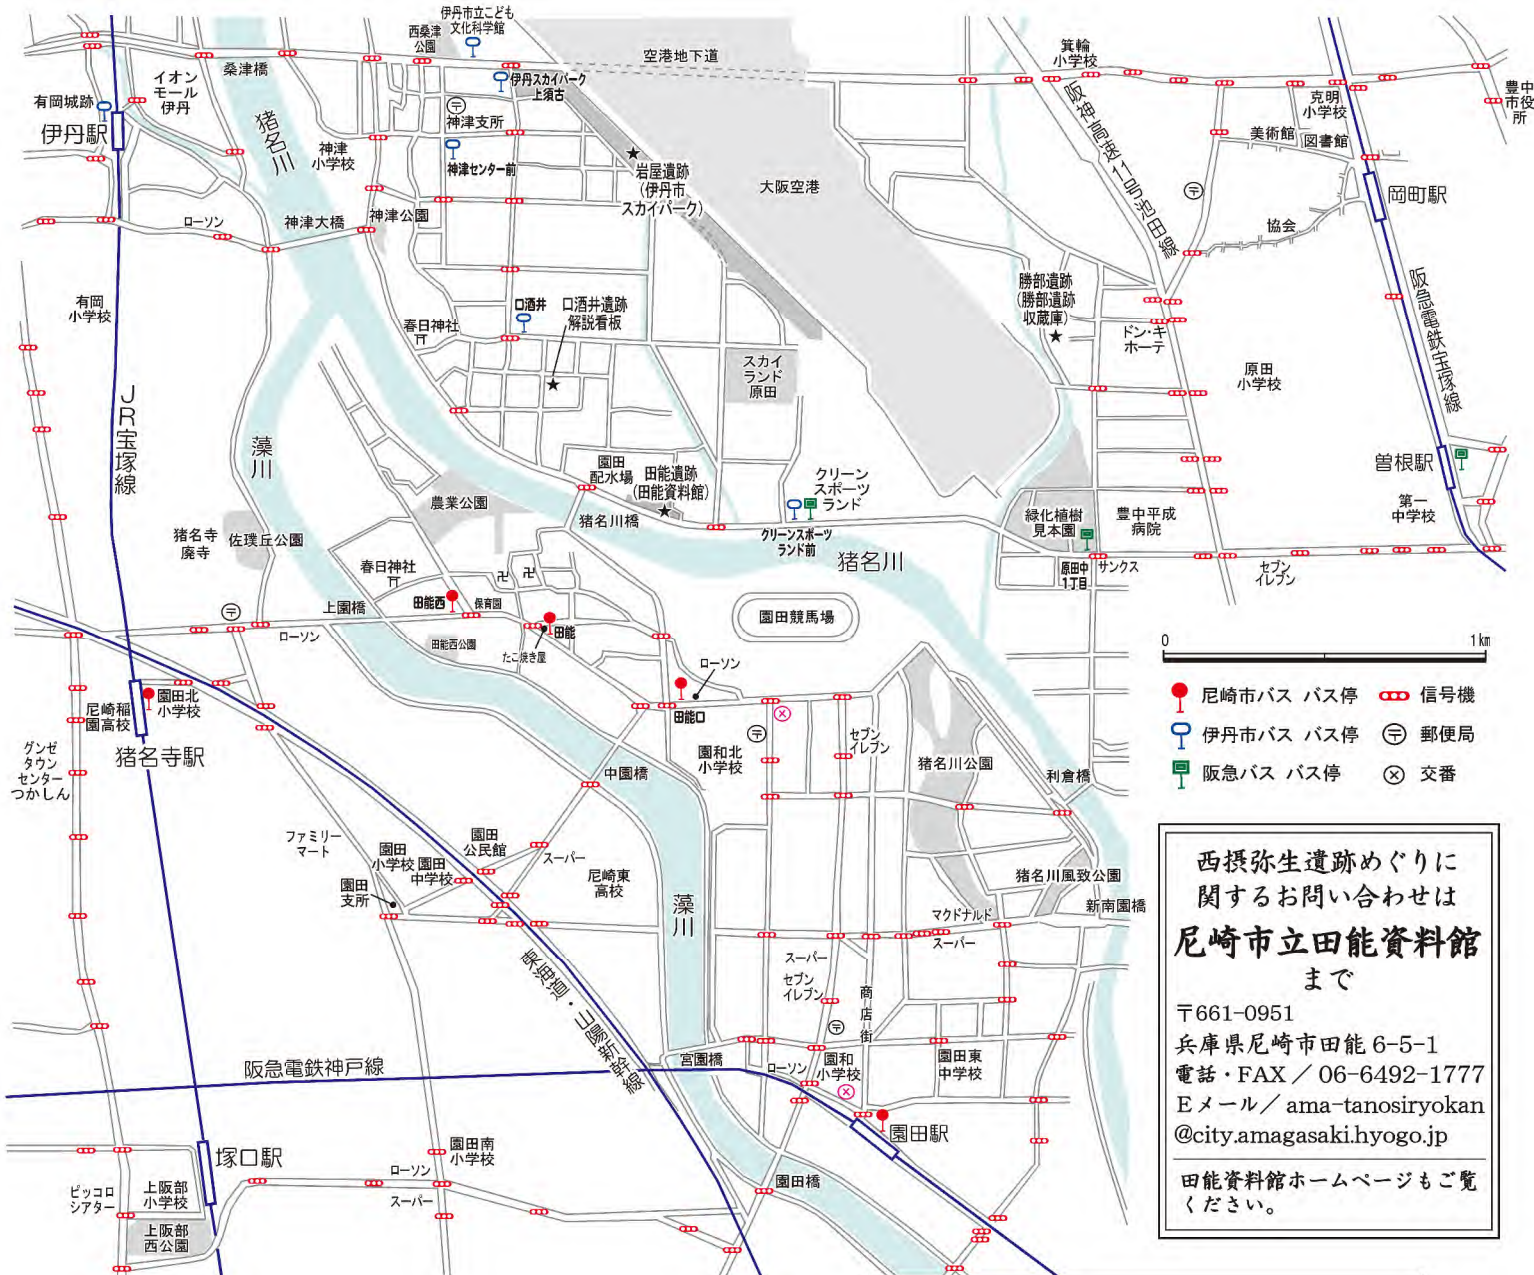 伊丹市立こども
文化科学館
西桑津
公園
空港地下道
箕輪
小学校
桑津橋
イオン
モール
伊丹
有岡城跡
伊丹駅
伊丹スカイパーク
上須古
神津支所
神津センター前
神津
小学校
猪名川
岩屋遺跡
(伊丹市
スカイパーク)
大阪空港
阪神高速11号池田線
克明
小学校
豊中
市役
所
美術館
図書館
岡町駅
協会
ローソン
神津大橋
神津公園
有岡
小学校
口酒井
口酒井遺跡
解説看板
春日神社
勝部遺跡
(勝部遺跡
収蔵庫)
ドン・キ
ホーテ
原田
小学校
阪急電鉄宝塚線
スカイ
ランド
原田
JR宝塚線
藻川
農業公園
園田
配水場
田能遺跡
(田能資料館)
猪名川橋
クリーン
スポーツ
ランド
クリーンスポーツ
ランド前
緑化植樹
見本園
豊中平成
病院
曽根駅
第一
中学校
原田中
1丁目
サンクス
セブン
イレブン
猪名川
猪名寺
廃寺
佐璞丘公園
春日神社
上園橋
ローソン
田能西
保育園
田能
たこ焼き屋
田能西公園
園田競馬場
ローソン
田能口
0
1km
尼崎市バス バス停
信号機
伊丹市バス バス停
郵便局
阪急バス バス停
交番
尼崎稲
園高校
園田北
小学校
猪名寺駅
グンゼ
タウン
センター
つかしん
中園橋
園和北
小学校
セブン
イレブン
猪名川公園
利倉橋
ファミリー
マート
園田
小学校
園田
中学校
園田
公民館
スーパー
園田
支所
尼崎東
高校
藻川
猪名川風致公園
新南園橋
マクドナルド
スーパー
スーパー
セブン
イレブン
商店街
東海道・山陽新幹線
阪急電鉄神戸線
宮園橋
ローソン
園和
小学校
園田東
中学校
園田駅
塚口駅
園田南
小学校
ローソン
スーパー
園田橋
ピッコロ
シアター
上阪部
小学校
上阪部
西公園
西摂弥生遺跡めぐりに
関するお問い合わせは
尼崎市立田能資料館
まで
〒661-0951
兵庫県尼崎市田能 6-5-1
電話・FAX／06-6492-1777
Eメール／ama-tanosiryokan
@city.amagasaki.hyogo.jp
田能資料館ホームページもご覧
ください。